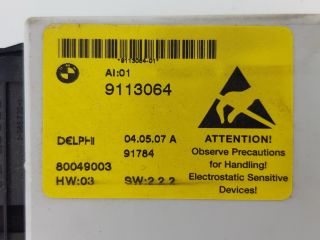 *9113064-01*
AI:01
9113064
DELPHI 04.05.07 A
91784
80049003
HW:03 SW:2.2.2
ATTENTION!
Observe Precautions
for Handling!
Electrostatic Sensitive
Devices!